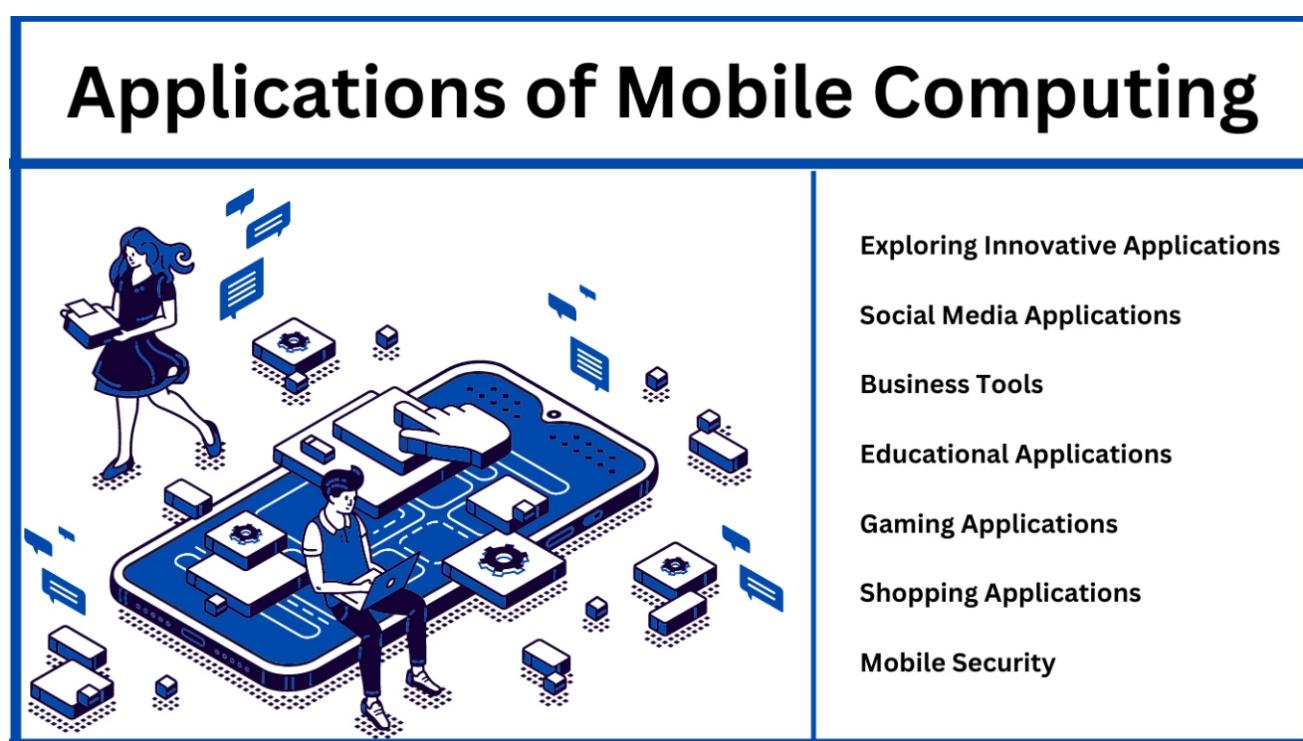 Applications of Mobile Computing
Exploring Innovative Applications
Social Media Applications
Business Tools
Educational Applications
Gaming Applications
Shopping Applications
Mobile Security